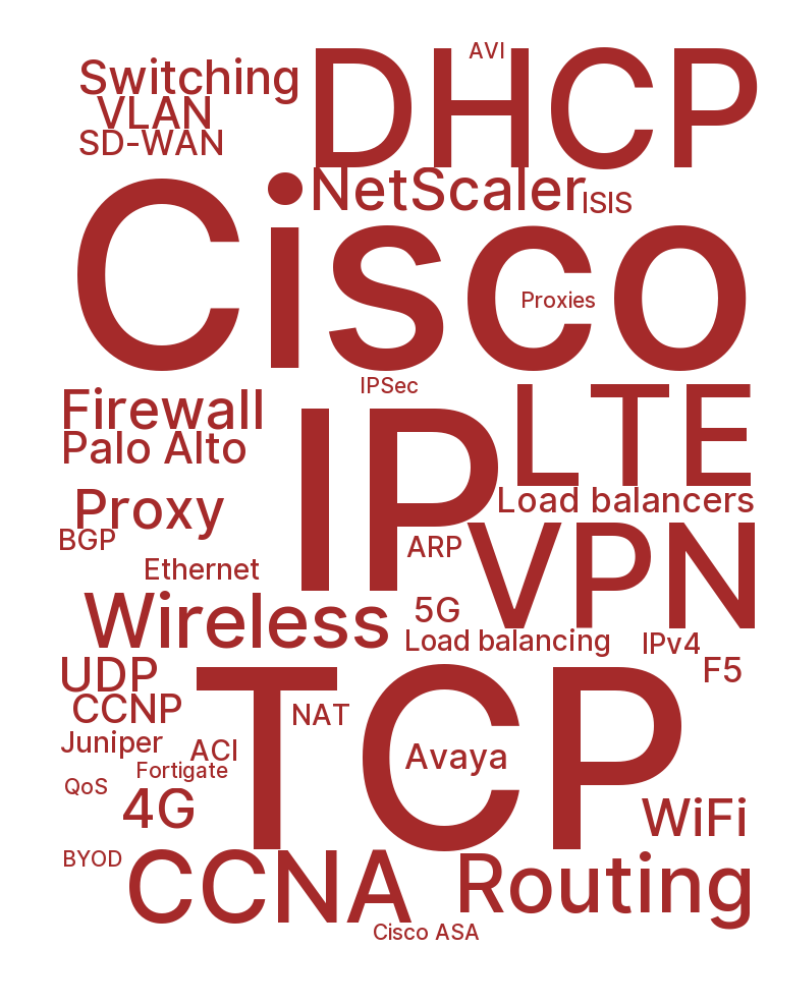 AVI
DHCP
Switching
VLAN
SD-WAN
NetScaler
ISIS
Cisco
Proxies
IPSec
LTE
Firewall
Palo Alto
IP
Load balancers
Proxy
BGP
ARP
VPN
Ethernet
Wireless
5G
Load balancing
IPv4
F5
UDP
CCNP
TCP
NAT
Juniper
ACI
Avaya
Fortigate
QoS
4G
WiFi
BYOD
CCNA
Routing
Cisco ASA